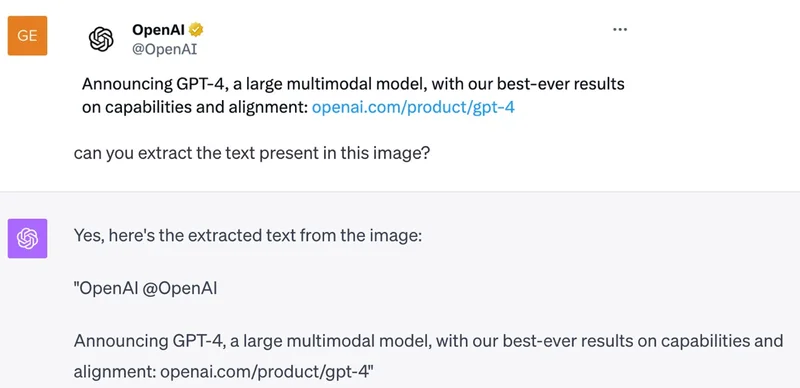 GE
OpenAI
@OpenAI
Announcing GPT-4, a large multimodal model, with our best-ever results
on capabilities and alignment: openai.com/product/gpt-4
can you extract the text present in this image?
Yes, here's the extracted text from the image:
"OpenAI @OpenAI
Announcing GPT-4, a large multimodal model, with our best-ever results on capabilities and
alignment: openai.com/product/gpt-4"